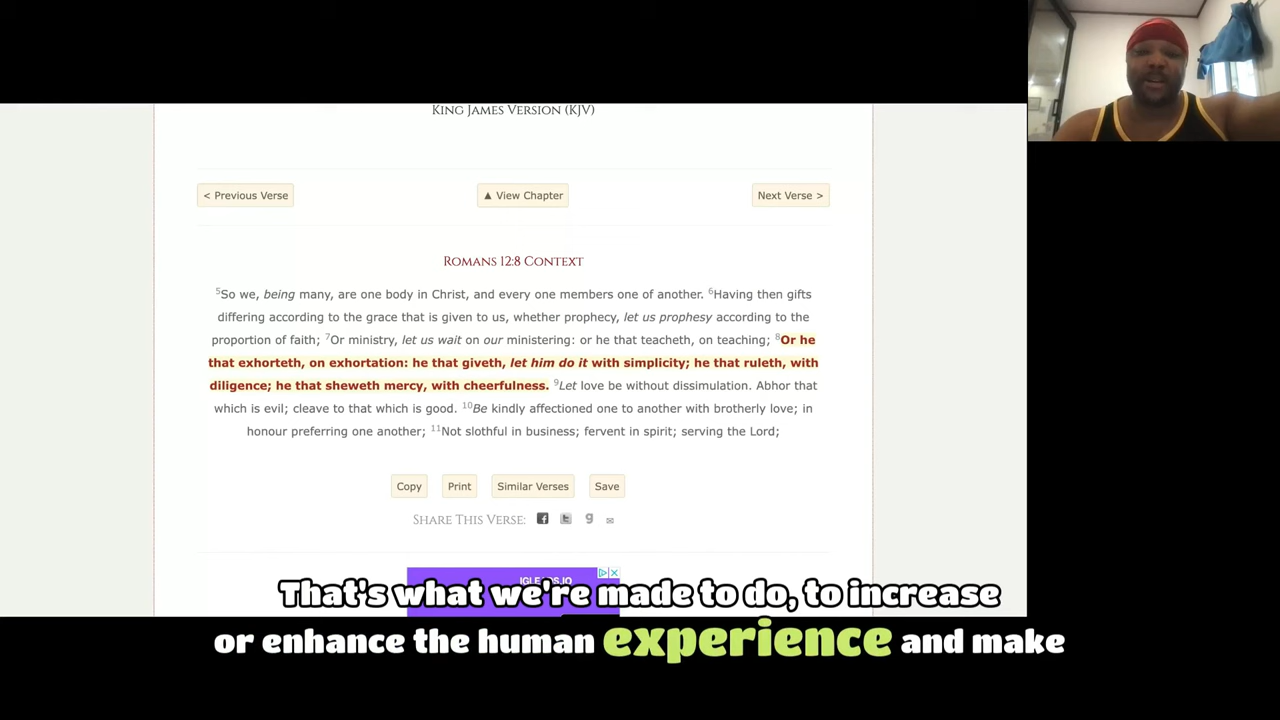 KING JAMES VERSION (KJV)
< Previous Verse
▲ View Chapter
Next Verse >
ROMANS 12:8 CONTEXT
5So we, being many, are one body in Christ, and every one members one of another. 6Having then gifts
differing according to the grace that is given to us, whether prophecy, let us prophesy according to the
proportion of faith; 7Or ministry, let us wait on our ministering: or he that teacheth, on teaching; 8Or he
that exhorteth, on exhortation: he that giveth, let him do it with simplicity; he that ruleth, with
diligence; he that sheweth mercy, with cheerfulness. 9Let love be without dissimulation. Abhor that
which is evil; cleave to that which is good. 10Be kindly affectioned one to another with brotherly love; in
honour preferring one another; 11Not slothful in business; fervent in spirit; serving the Lord;
Copy
Print
Similar Verses
Save
SHARE THIS VERSE:
That's what we're made to do, to increase
or enhance the human experience and make